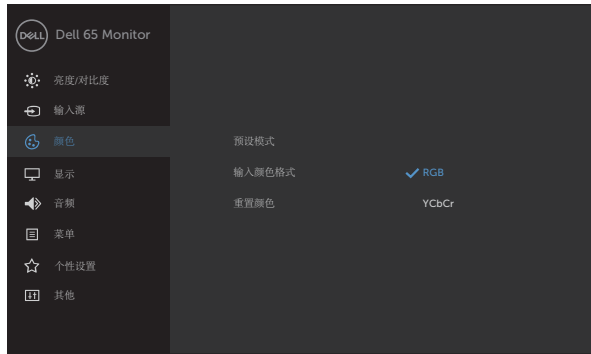 DELL Dell 65 Monitor
亮度/对比度
输入源
颜色
预设模式
显示
输入颜色格式 RGB
音频
重置颜色 YCbCr
菜单
个性设置
其他